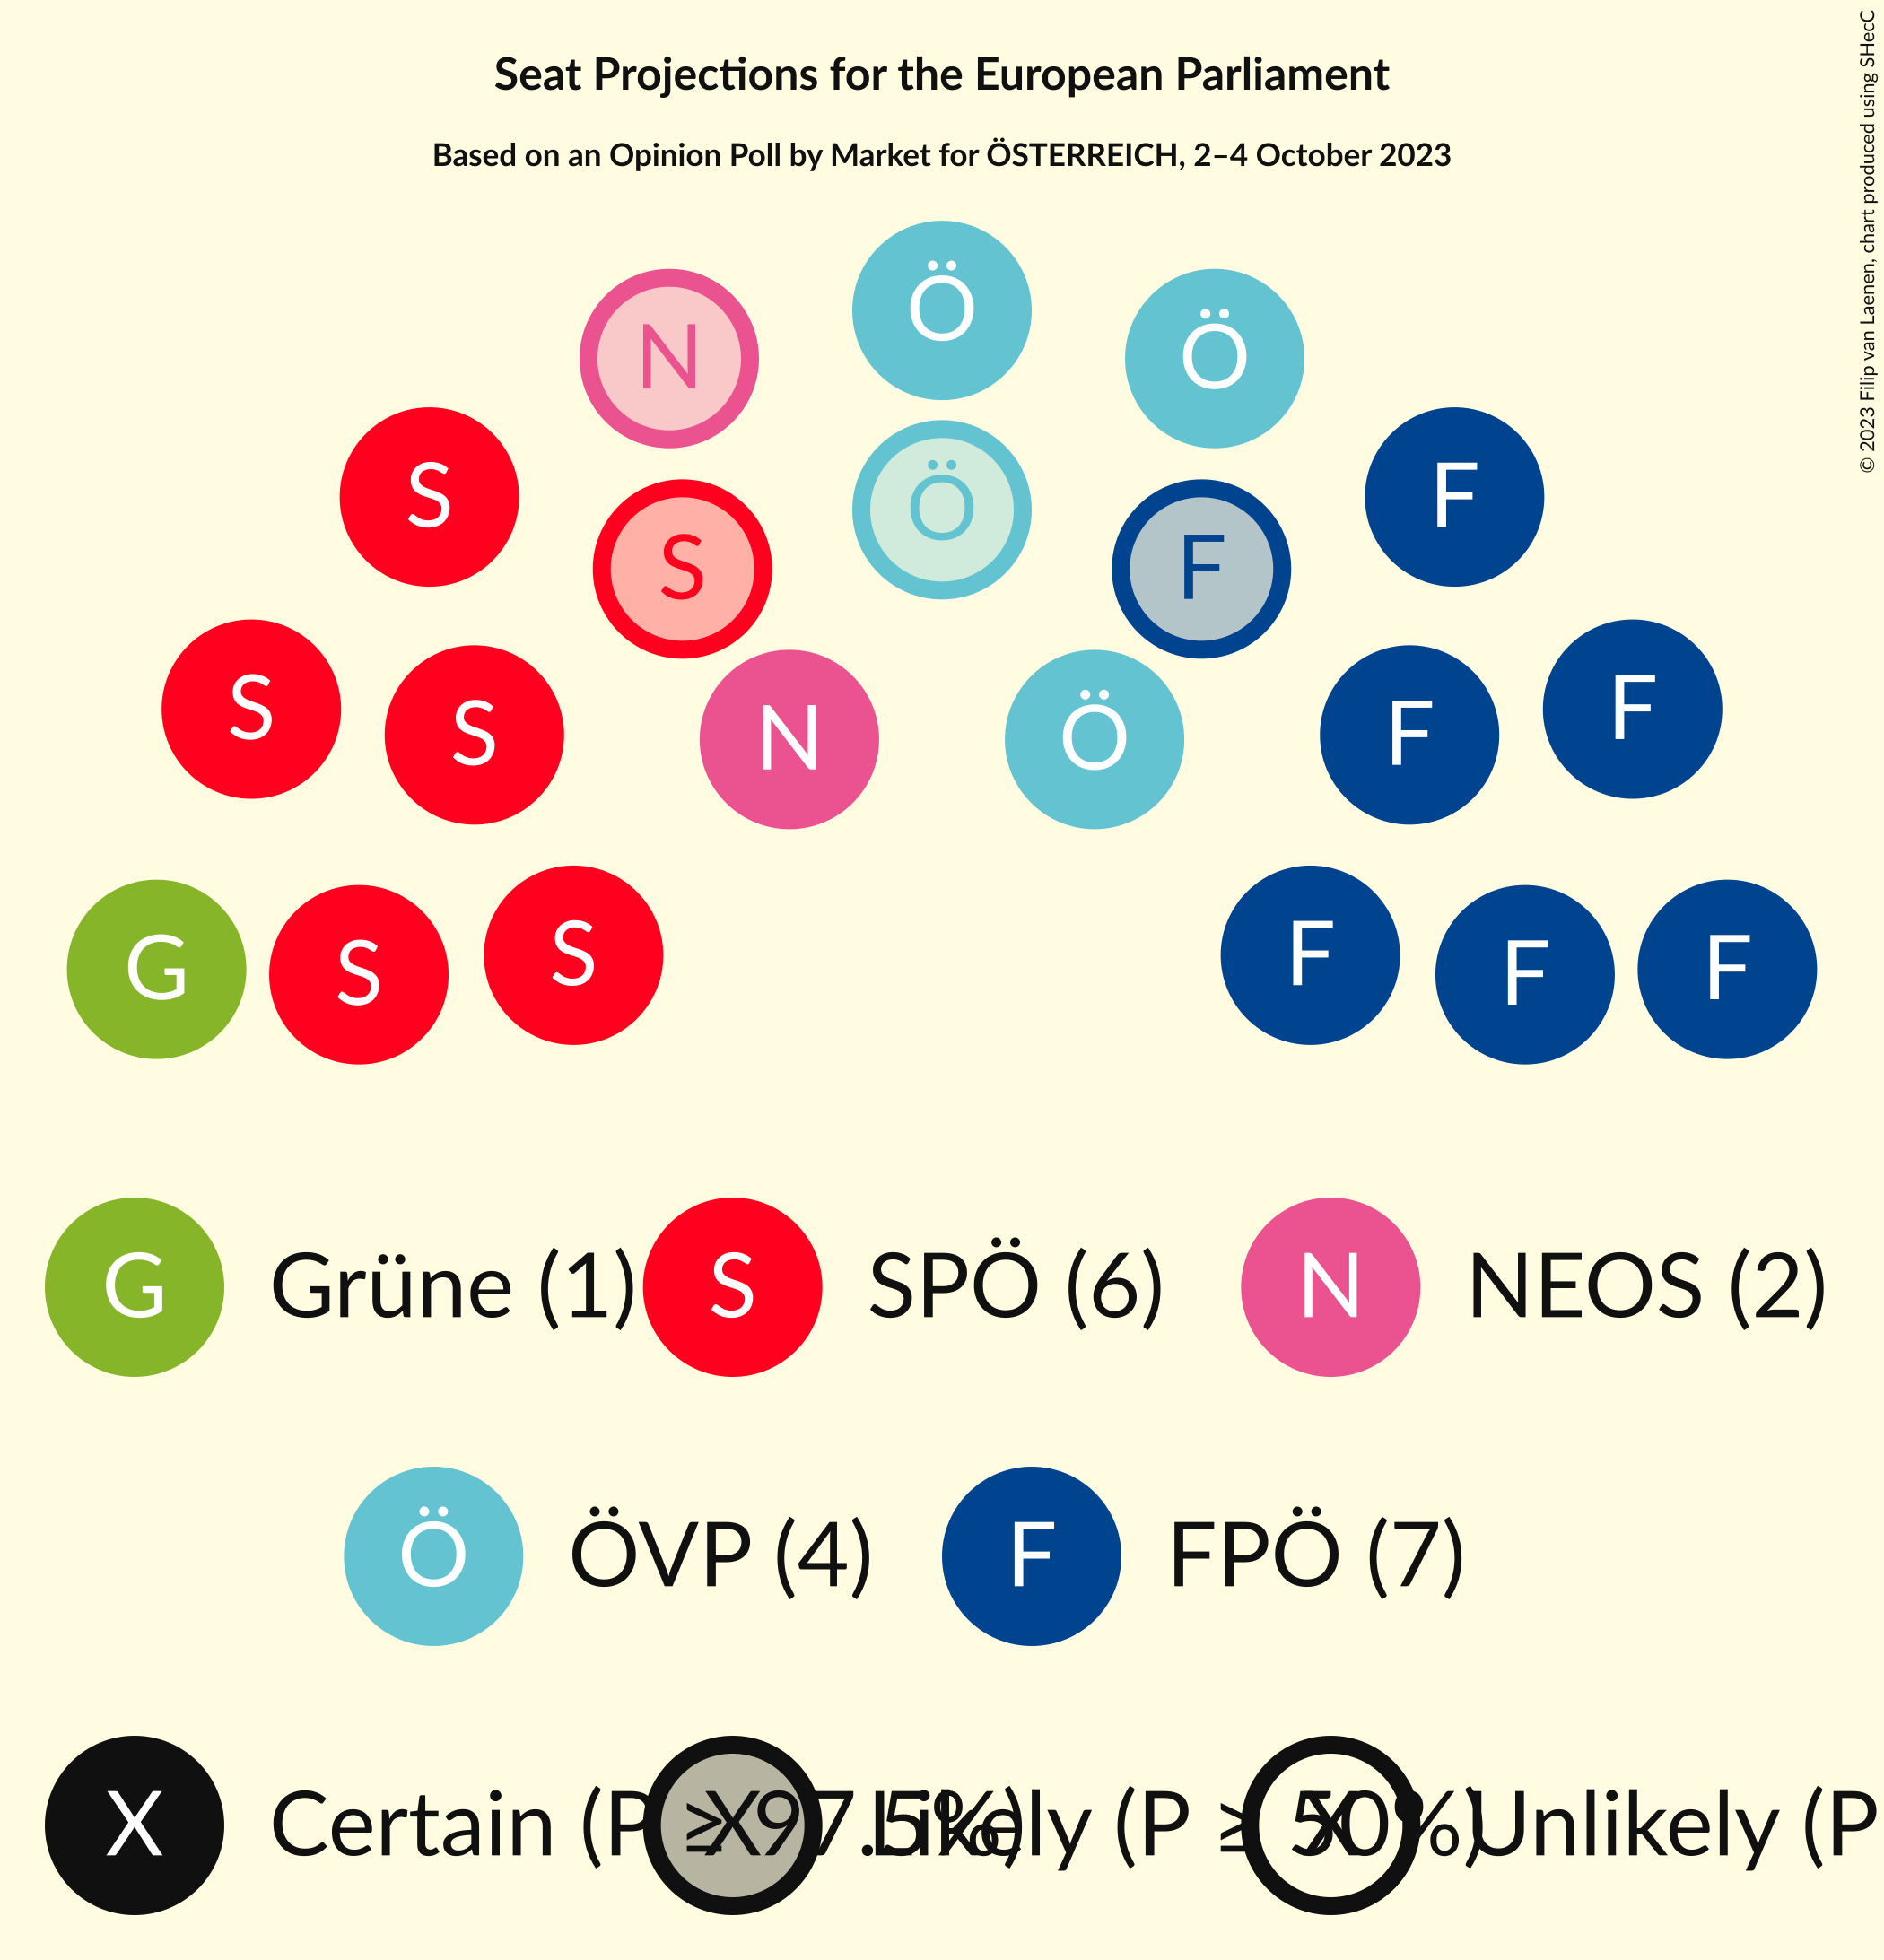 Seat Projections for the European Parliament
Based on an Opinion Poll by Market for ÖSTERREICH, 2–4 October 2023
© 2023 Filip van Laenen, chart produced using SHecC
Ö
N Ö
S Ö F
S F
S S N Ö F F
G S S F F F
G Grüne (1) S SPÖ (6) N NEOS (2)
Ö ÖVP (4) F FPÖ (7)
X Certain (P ≥ 97.5%) X Likely (P ≥ 50%) X Unlikely (P